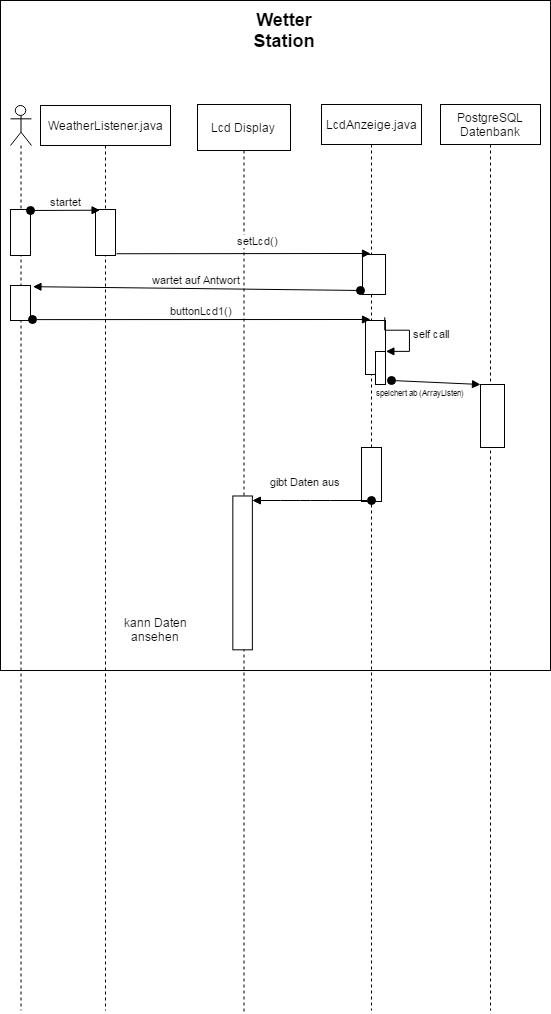 Wetter
Station
WeatherListener.java
Lcd Display
LcdAnzeige.java
PostgreSQL
Datenbank
startet
setLcd()
wartet auf Antwort
buttonLcd1()
self call
speichert ab (ArrayListen)
gibt Daten aus
kann Daten
ansehen